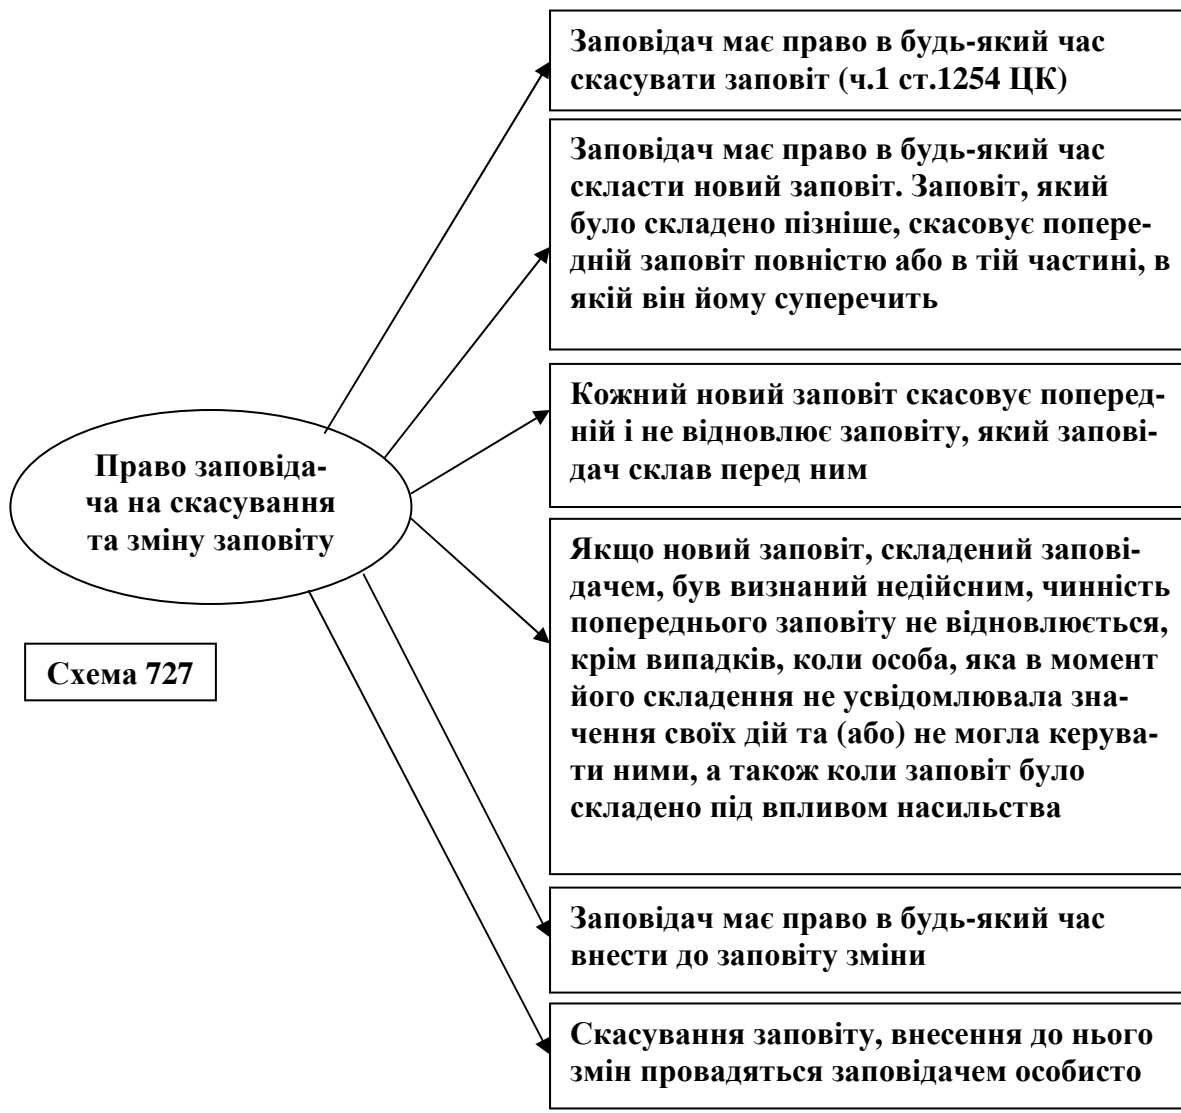 Заповідач має право в будь-який час
скасувати заповіт (ч.1 ст.1254 ЦК)
Заповідач має право в будь-який час
скласти новий заповіт. Заповіт, який
було складено пізніше, скасовує попере-
дній заповіт повністю або в тій частині, в
якій він йому суперечить
Кожний новий заповіт скасовує поперед-
ній і не відновлює заповіту, який запові-
дач склав перед ним
Право заповіда-
ча на скасування
та зміну заповіту
Якщо новий заповіт, складений запові-
дачем, був визнаний недійсним, чинність
попереднього заповіту не відновлюється,
крім випадків, коли особа, яка в момент
його складення не усвідомлювала зна-
чення своїх дій та (або) не могла керува-
ти ними, а також коли заповіт було
складено під впливом насильства
Схема 727
Заповідач має право в будь-який час
внести до заповіту зміни
Скасування заповіту, внесення до нього
змін провадяться заповідачем особисто